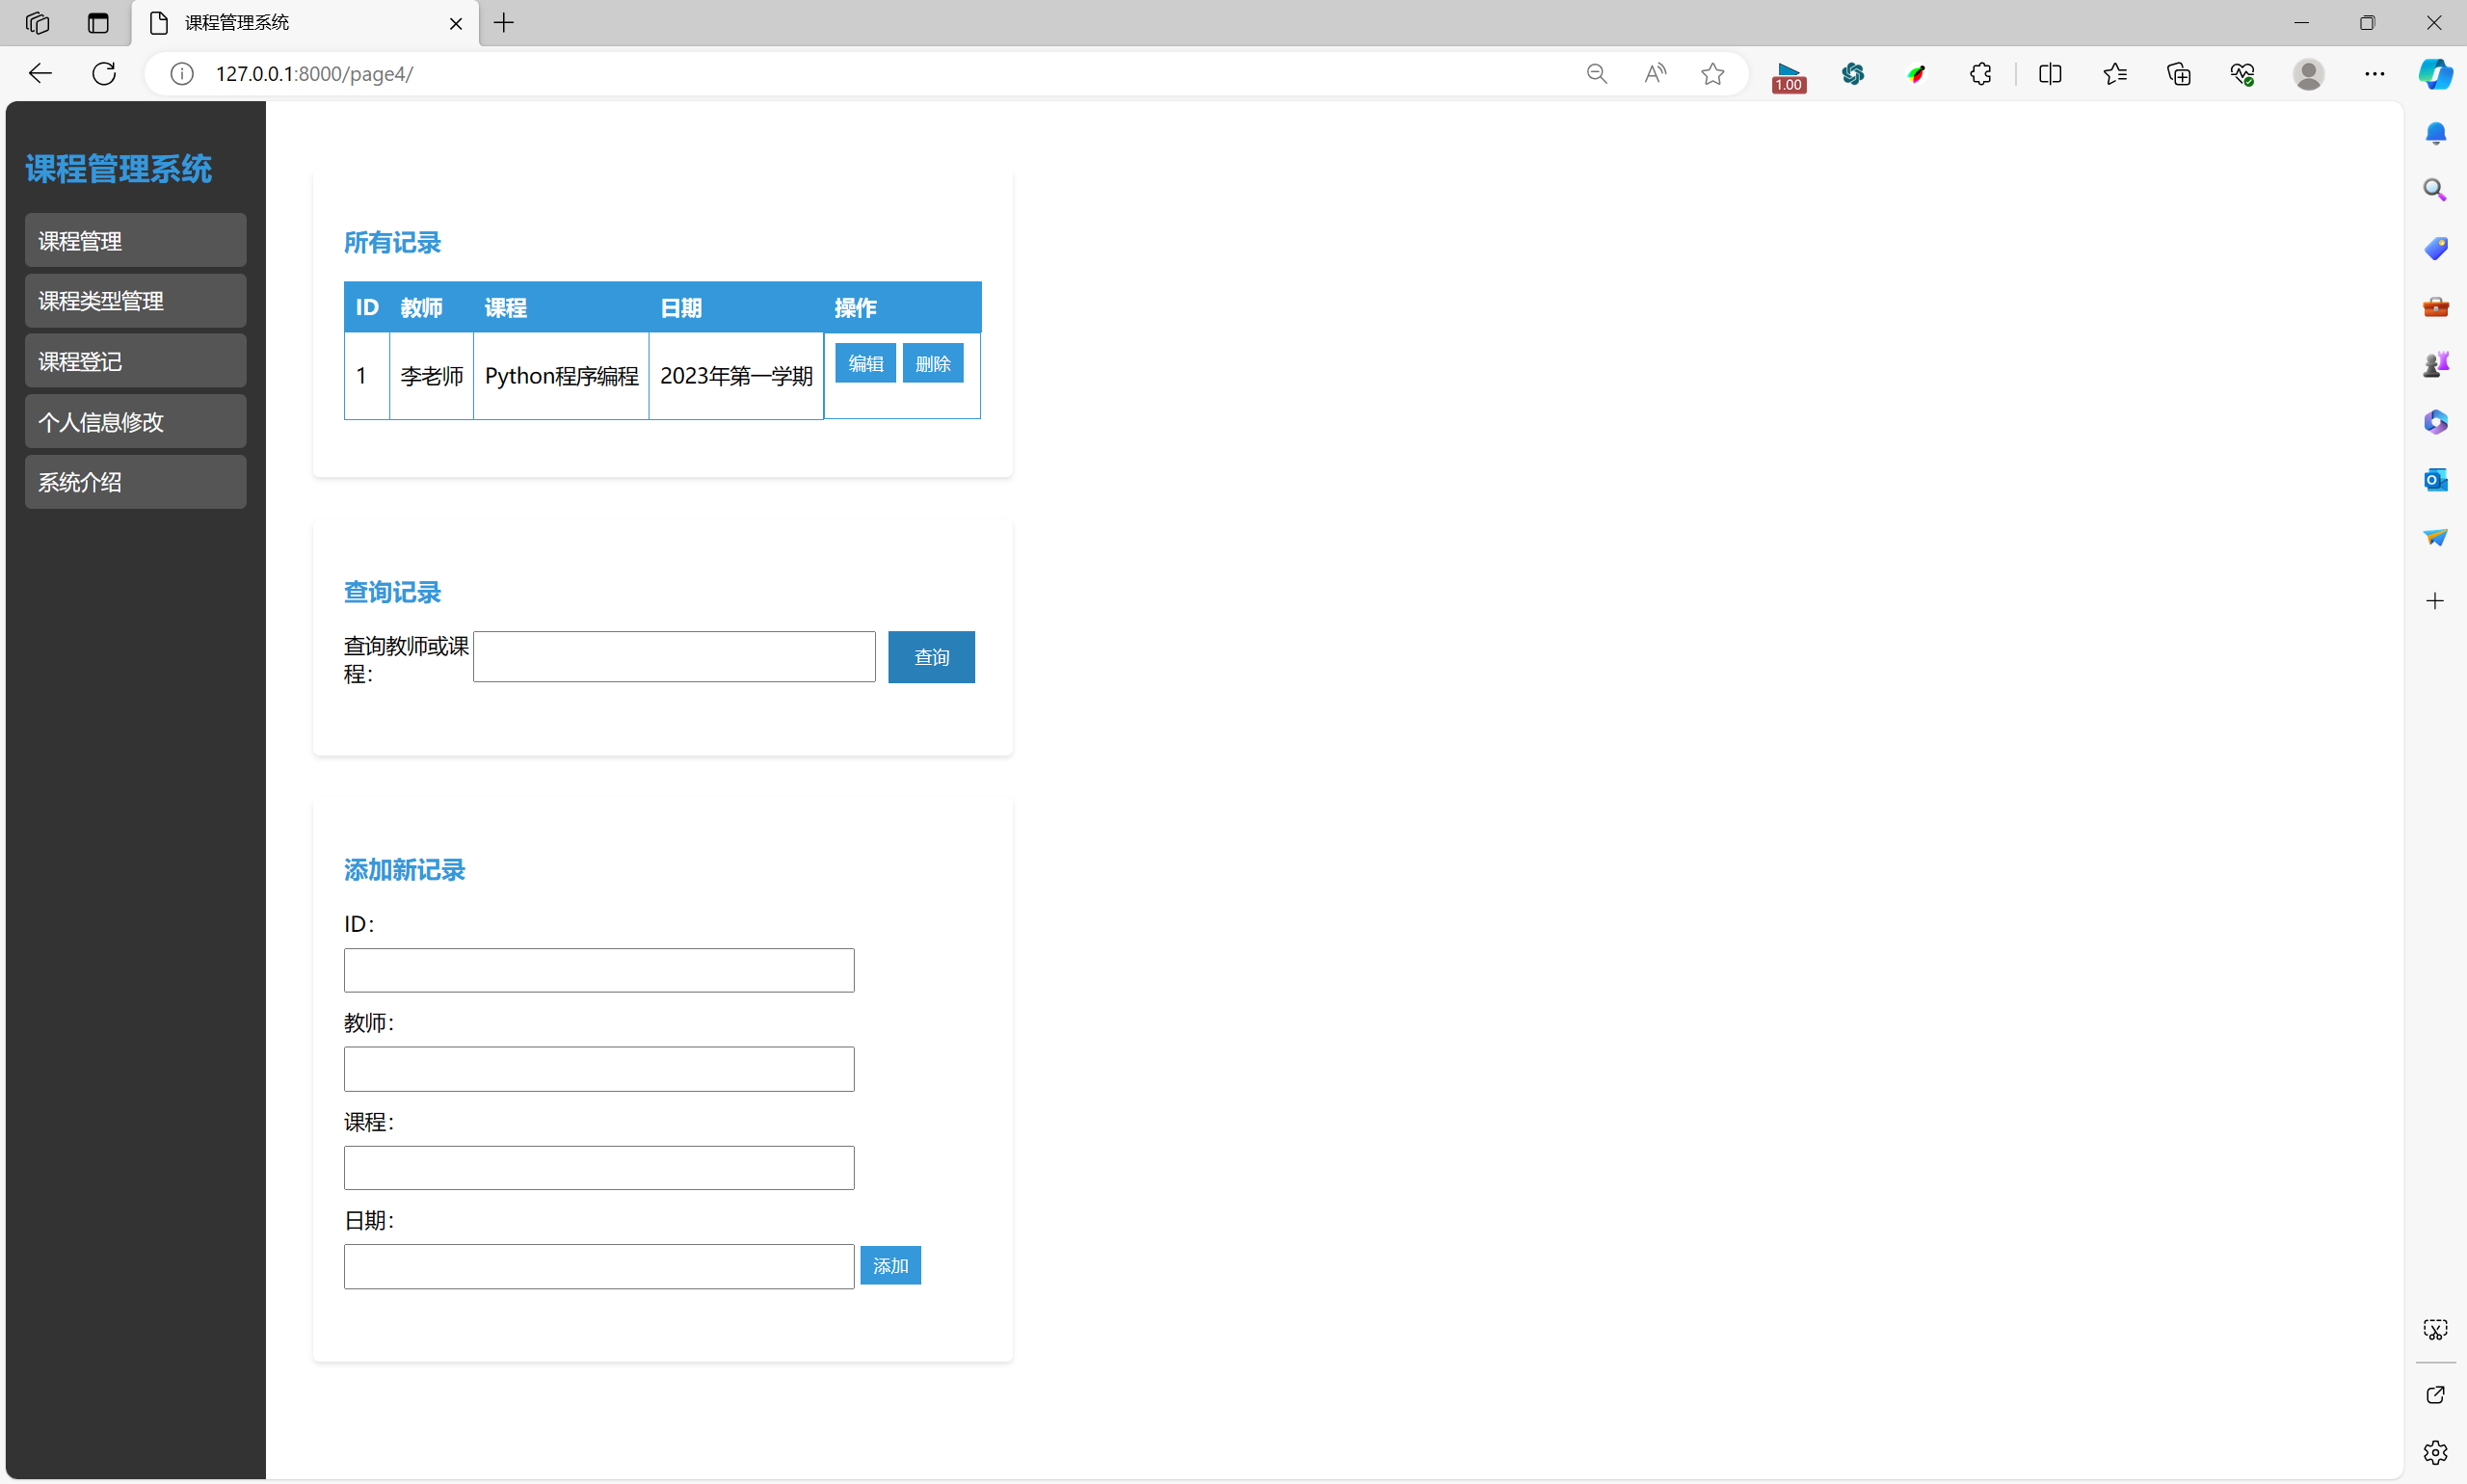 课程管理系统
127.0.0.1:8000/page4/
1.00
课程管理系统
课程管理
课程类型管理
课程登记
个人信息修改
系统介绍
所有记录
ID 教师 课程 日期 操作
1 李老师 Python程序编程 2023年第一学期 编辑 删除
查询记录
查询教师或课
程：
查询
添加新记录
ID：
教师：
课程：
日期：
添加